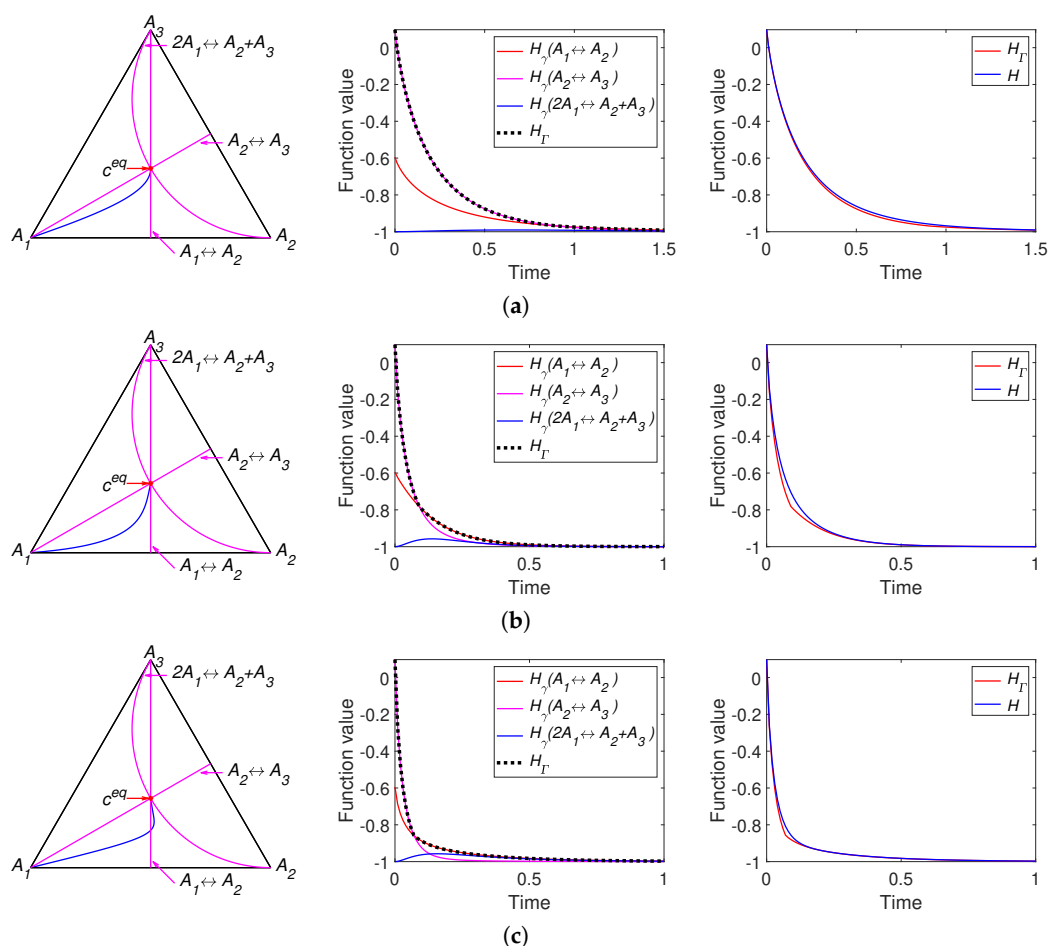 A3
2A1↔A2+A3
A2↔A3
c^eq
A1
A2
A1↔A2
Function value
0
-0.2
-0.4
-0.6
-0.8
-1
0
0.5
1
1.5
Time
Hγ(A1↔A2)
Hγ(A2↔A3)
Hγ(2A1↔A2+A3)
HΓ
Function value
0
-0.2
-0.4
-0.6
-0.8
-1
0
0.5
1
1.5
Time
HΓ
H
(a)
A3
2A1↔A2+A3
A2↔A3
c^eq
A1
A2
A1↔A2
Function value
0
-0.2
-0.4
-0.6
-0.8
-1
0
0.5
1
Time
Hγ(A1↔A2)
Hγ(A2↔A3)
Hγ(2A1↔A2+A3)
HΓ
Function value
0
-0.2
-0.4
-0.6
-0.8
-1
0
0.5
1
Time
HΓ
H
(b)
A3
2A1↔A2+A3
A2↔A3
c^eq
A1
A2
A1↔A2
Function value
0
-0.2
-0.4
-0.6
-0.8
-1
0
0.5
1
Time
Hγ(A1↔A2)
Hγ(A2↔A3)
Hγ(2A1↔A2+A3)
HΓ
Function value
0
-0.2
-0.4
-0.6
-0.8
-1
0
0.5
1
Time
HΓ
H
(c)